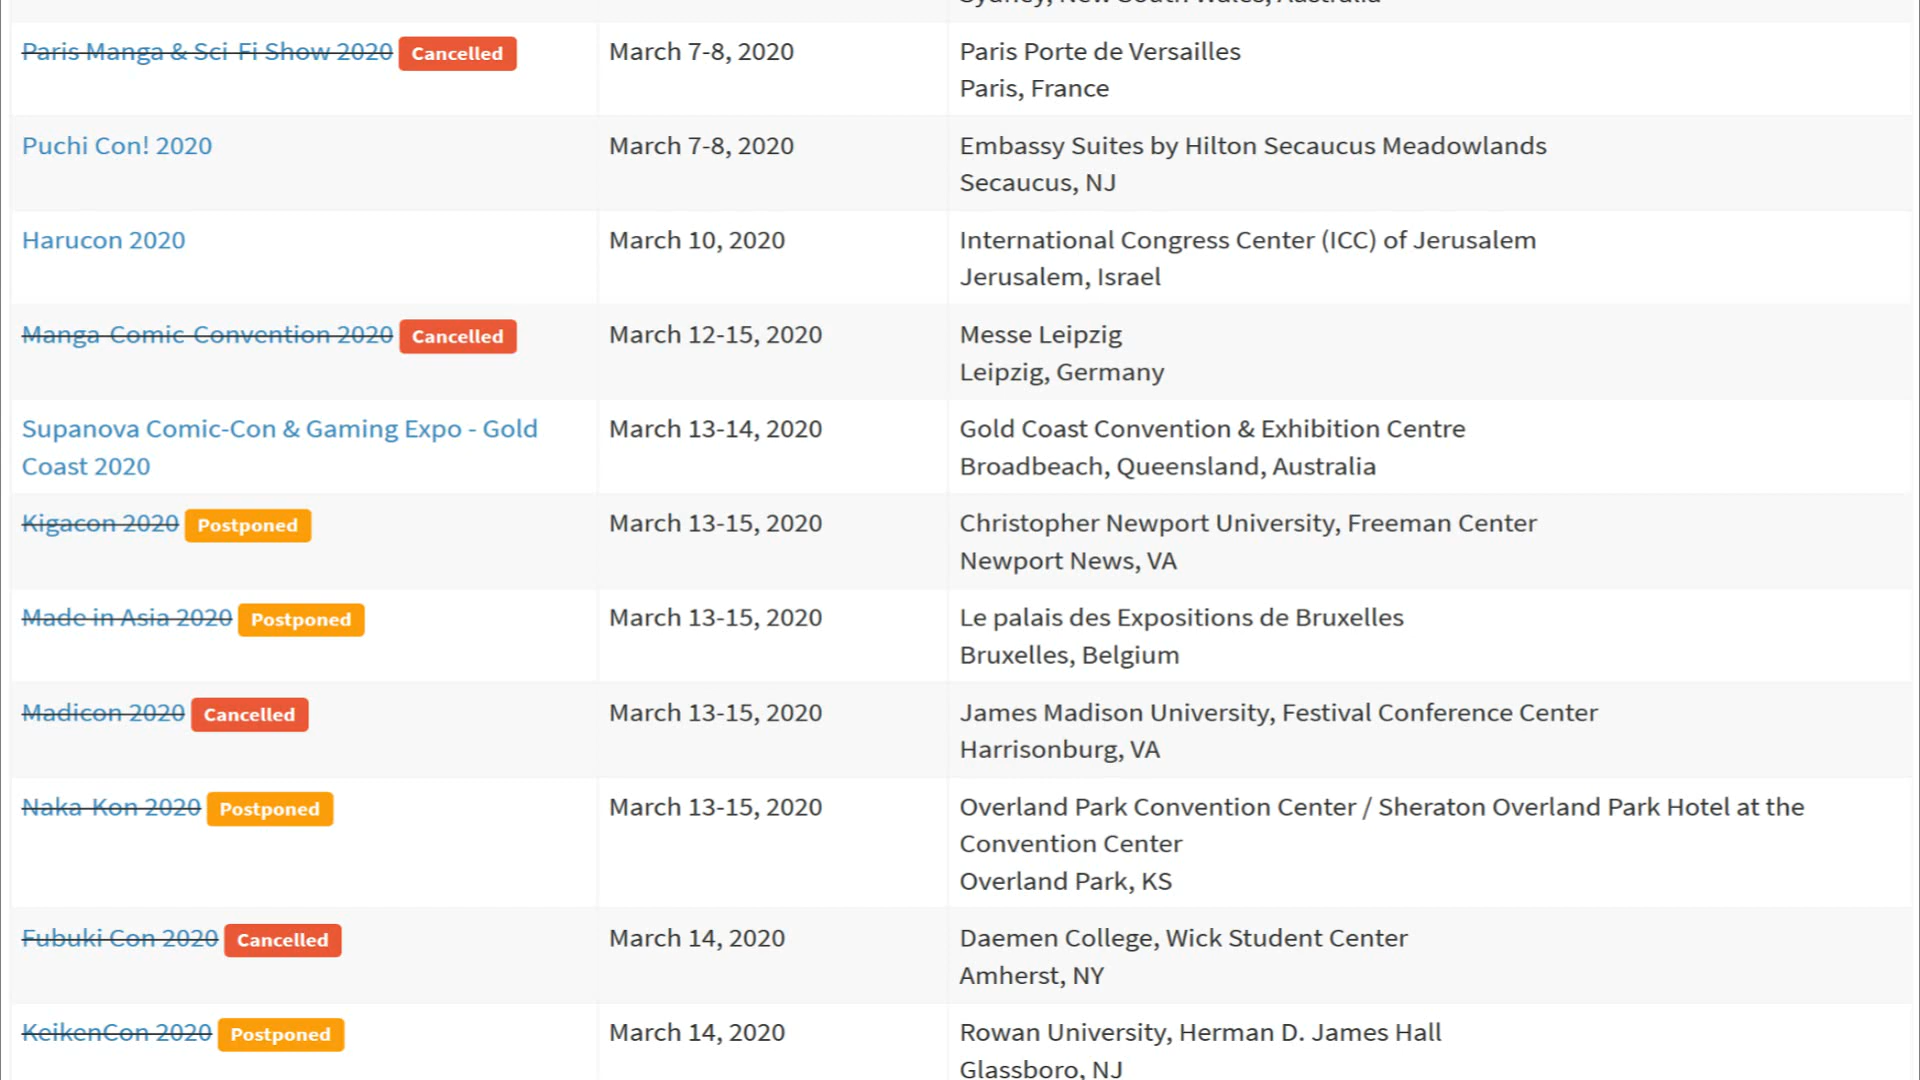 Sydney, New South Wales, Australia
Paris Manga & Sci-Fi Show 2020 Cancelled March 7-8, 2020 Paris Porte de Versailles
Paris, France
Puchi Con! 2020 March 7-8, 2020 Embassy Suites by Hilton Secaucus Meadowlands
Secaucus, NJ
Harucon 2020 March 10, 2020 International Congress Center (ICC) of Jerusalem
Jerusalem, Israel
Manga-Comic-Convention 2020 Cancelled March 12-15, 2020 Messe Leipzig
Leipzig, Germany
Supanova Comic-Con & Gaming Expo - Gold March 13-14, 2020 Gold Coast Convention & Exhibition Centre
Coast 2020 Broadbeach, Queensland, Australia
Kigacon 2020 Postponed March 13-15, 2020 Christopher Newport University, Freeman Center
Newport News, VA
Made in Asia 2020 Postponed March 13-15, 2020 Le palais des Expositions de Bruxelles
Bruxelles, Belgium
Madicon 2020 Cancelled March 13-15, 2020 James Madison University, Festival Conference Center
Harrisonburg, VA
Naka-Kon 2020 Postponed March 13-15, 2020 Overland Park Convention Center / Sheraton Overland Park Hotel at the
Convention Center
Overland Park, KS
Fubuki Con 2020 Cancelled March 14, 2020 Daemen College, Wick Student Center
Amherst, NY
KeikenCon 2020 Postponed March 14, 2020 Rowan University, Herman D. James Hall
Glassboro, NJ